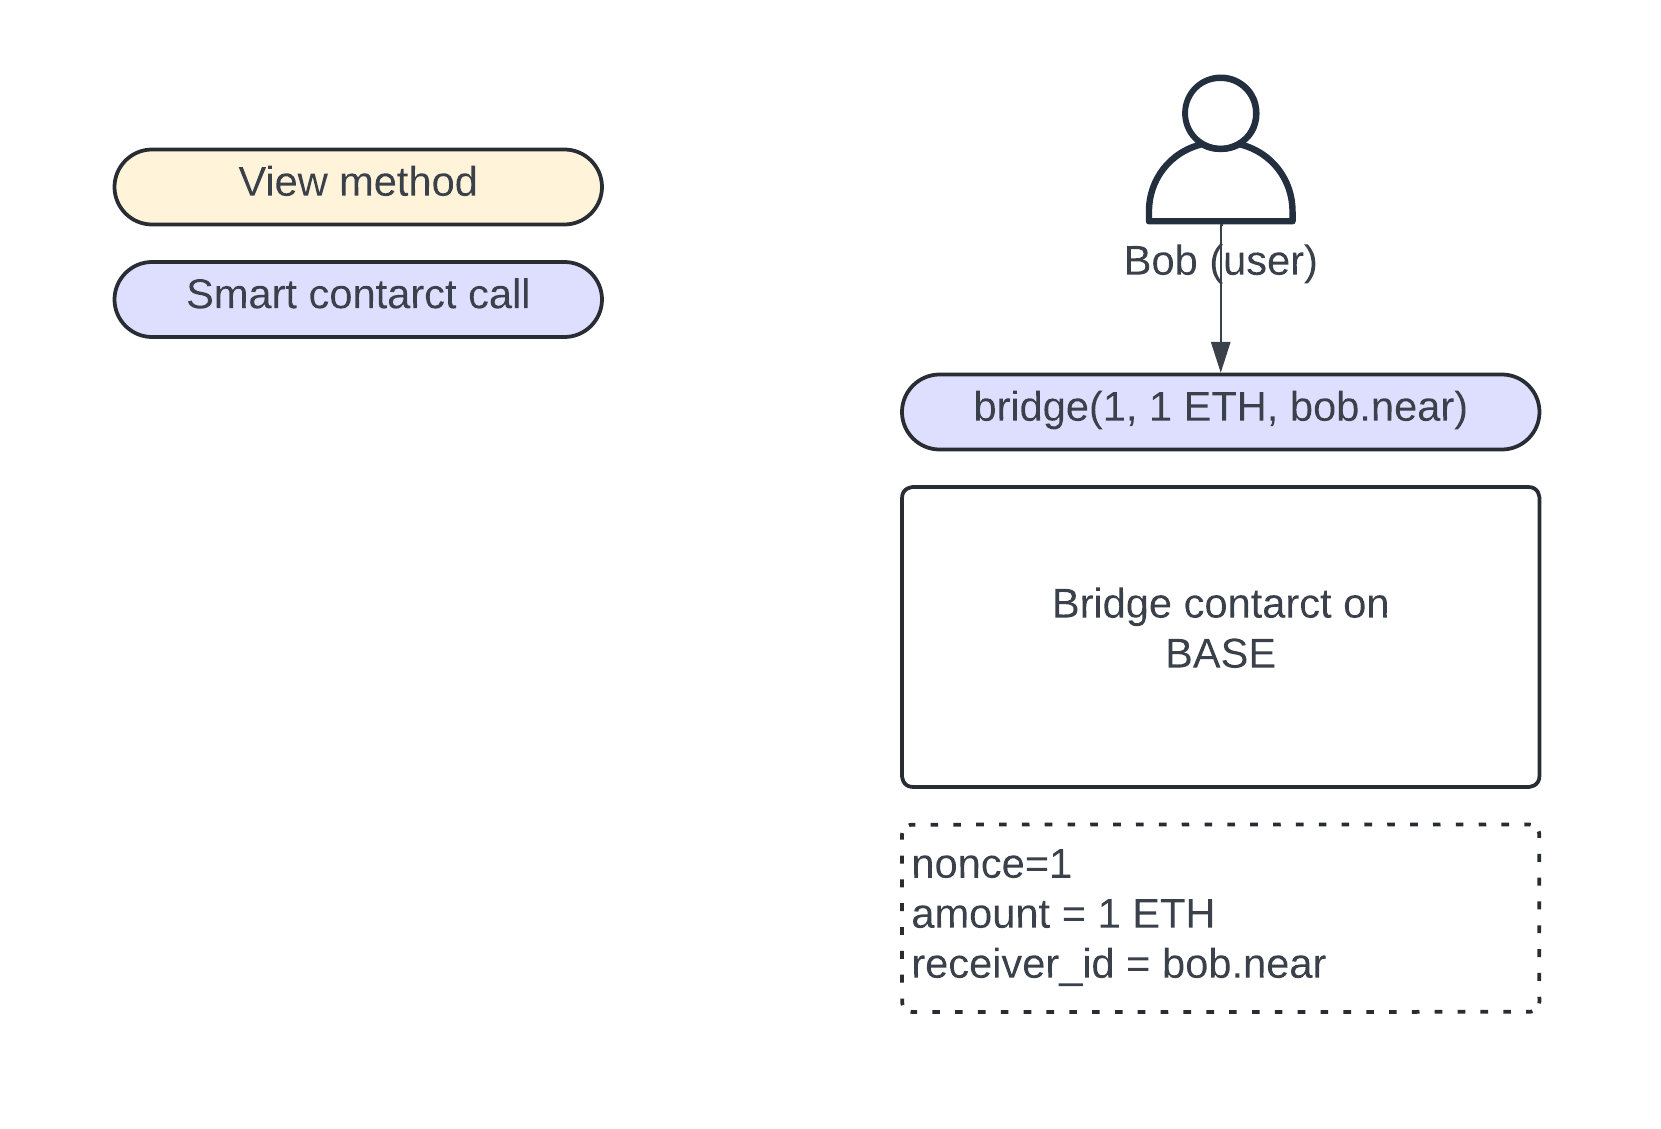 View method
Smart contarct call
Bob (user)
bridge(1, 1 ETH, bob.near)
Bridge contarct on
BASE
nonce=1
amount = 1 ETH
receiver_id = bob.near